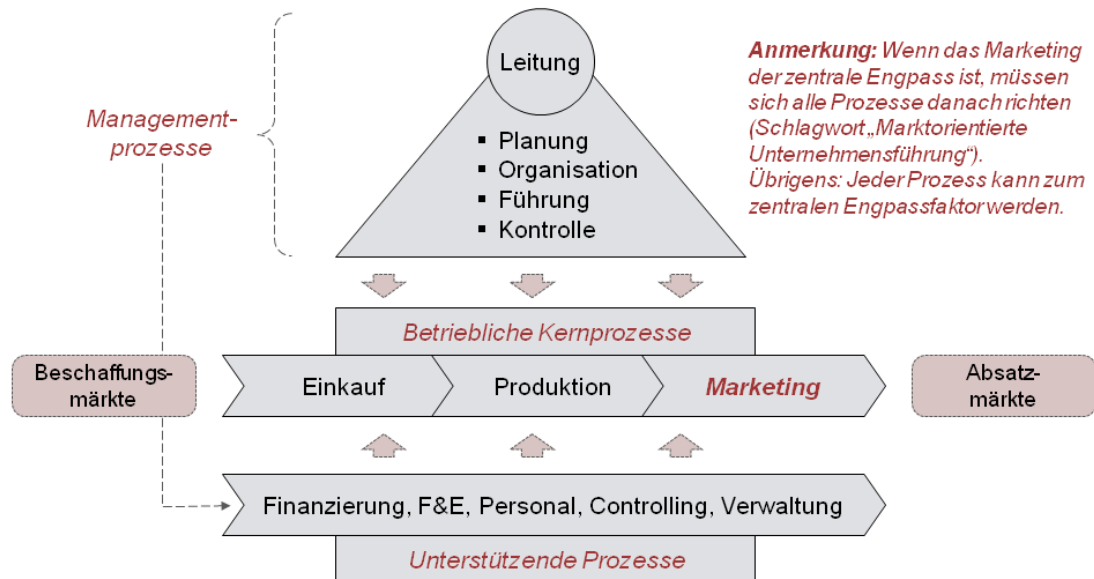 Leitung
Anmerkung: Wenn das Marketing
der zentrale Engpass ist, müssen
sich alle Prozesse danach richten
(Schlagwort „Marktorientierte
Unternehmensführung“).
Übrigens: Jeder Prozess kann zum
zentralen Engpassfaktor werden.
Management-
prozesse
▪ Planung
▪ Organisation
▪ Führung
▪ Kontrolle
Betriebliche Kernprozesse
Beschaffungs-
märkte
Einkauf
Produktion
Marketing
Absatz-
märkte
Finanzierung, F&E, Personal, Controlling, Verwaltung
Unterstützende Prozesse